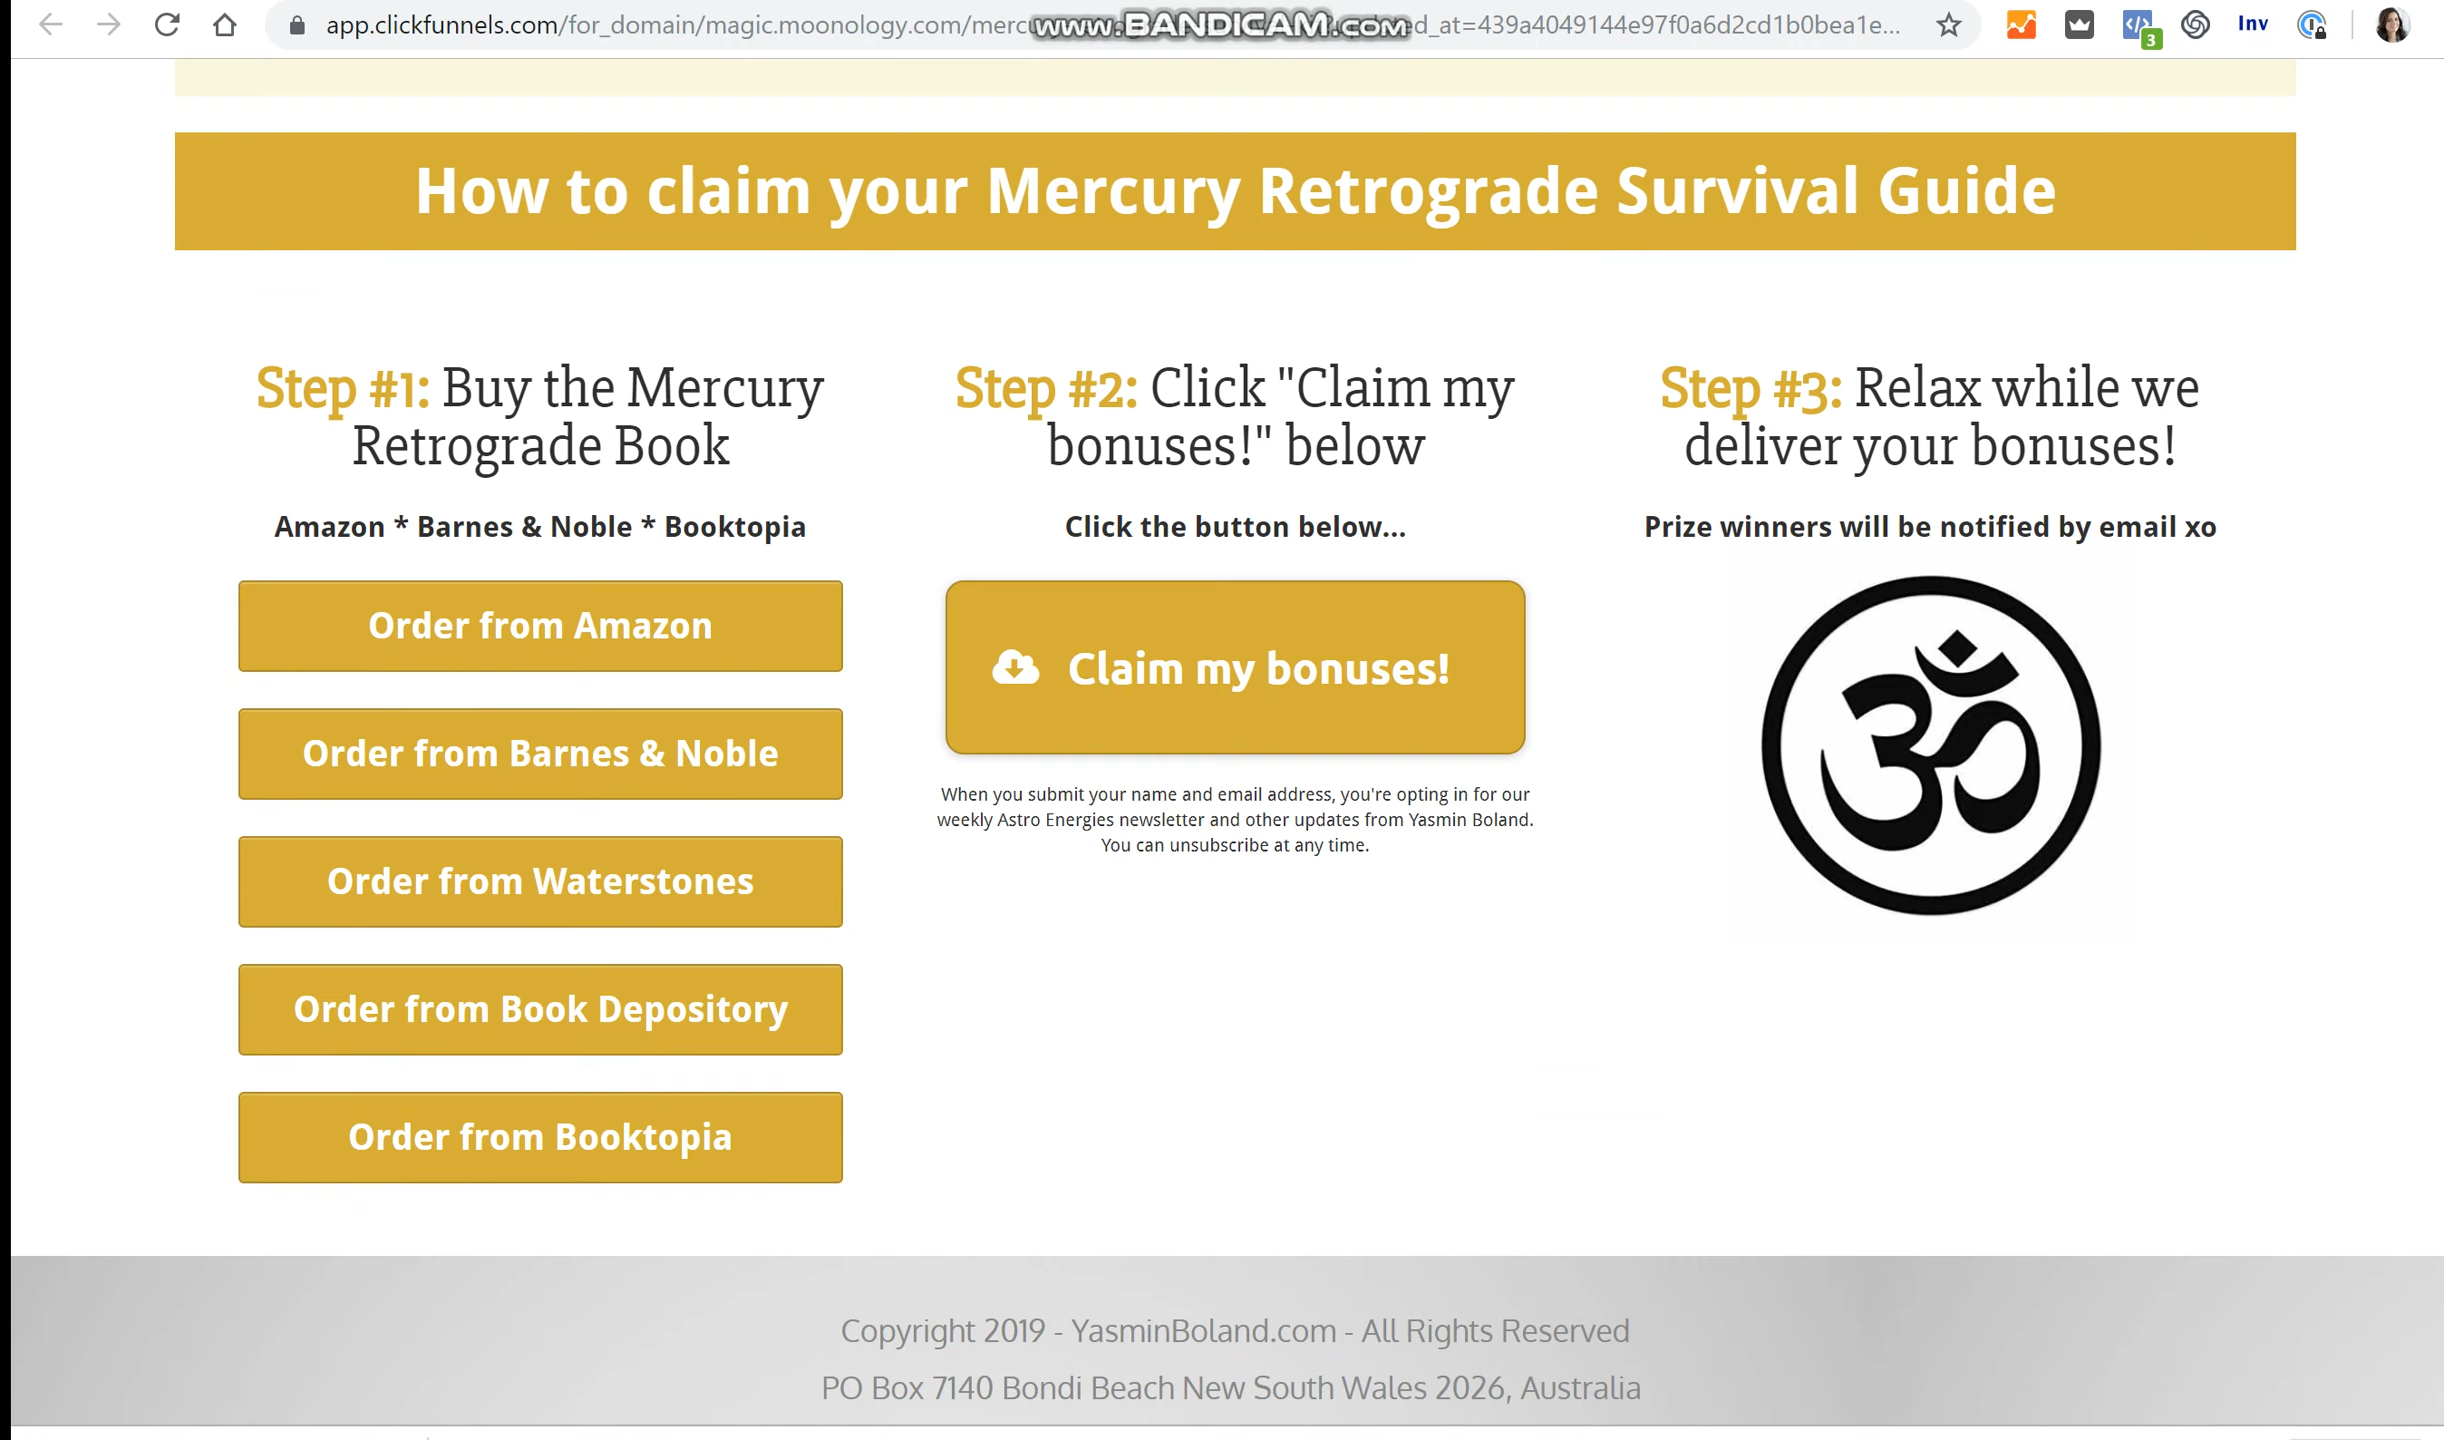 app.clickfunnels.com/for_domain/magic.moonology.com/merc
www.BANDICAM.com
ed_at=439a4049144e97f0a6d2cd1b0bea1e...
3
Inv
How to claim your Mercury Retrograde Survival Guide
Step #1: Buy the Mercury
Retrograde Book
Amazon * Barnes & Noble * Booktopia
Order from Amazon
Order from Barnes & Noble
Order from Waterstones
Order from Book Depository
Order from Booktopia
Step #2: Click "Claim my
bonuses!" below
Click the button below...
Claim my bonuses!
When you submit your name and email address, you're opting in for our
weekly Astro Energies newsletter and other updates from Yasmin Boland.
You can unsubscribe at any time.
Step #3: Relax while we
deliver your bonuses!
Prize winners will be notified by email xo
ॐ
Copyright 2019 - YasminBoland.com - All Rights Reserved
PO Box 7140 Bondi Beach New South Wales 2026, Australia